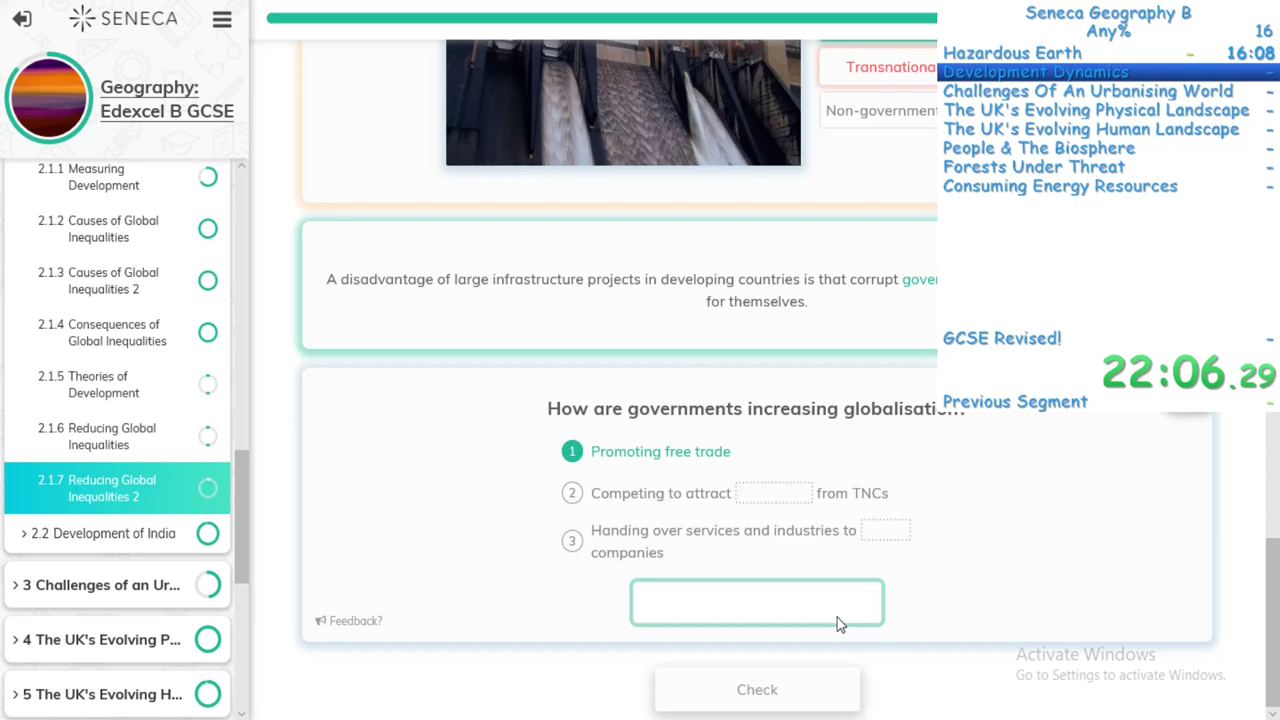 SENECA
Geography:
Edexcel B GCSE
2.1.1 Measuring
Development
2.1.2 Causes of Global
Inequalities
2.1.3 Causes of Global
Inequalities 2
2.1.4 Consequences of
Global Inequalities
2.1.5 Theories of
Development
2.1.6 Reducing Global
Inequalities
2.1.7 Reducing Global
Inequalities 2
2.2 Development of India
3 Challenges of an Ur...
4 The UK's Evolving P...
5 The UK's Evolving H...
Transnationa
Non-government
A disadvantage of large infrastructure projects in developing countries is that corrupt gover
for themselves.
How are governments increasing globalisation?
1 Promoting free trade
2 Competing to attract from TNCs
3 Handing over services and industries to
companies
Feedback?
Check
Seneca Geography B
Any% 16
Hazardous Earth - 16:08
Development Dynamics -
Challenges Of An Urbanising World -
The UK's Evolving Physical Landscape -
The UK's Evolving Human Landscape -
People & The Biosphere -
Forests Under Threat -
Consuming Energy Resources -
GCSE Revised! -
22:06.29
Previous Segment -
Activate Windows
Go to Settings to activate Windows.